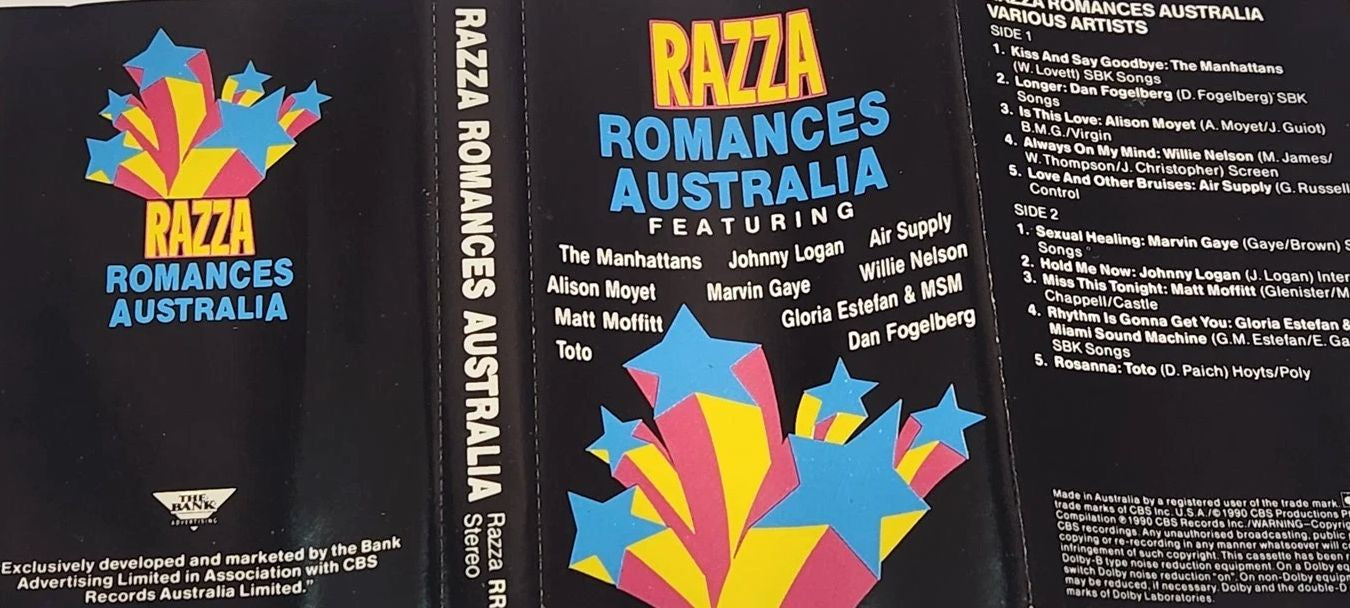 RAZZA
ROMANCES
AUSTRALIA
THE
BANK
ADVERTISING
Exclusively developed and marketed by the Bank
Advertising Limited in Association with CBS
Records Australia Limited."
RAZZA ROMANCES AUSTRALIA
Razza RR
Stereo
RAZZA
ROMANCES
AUSTRALIA
FEATURING
The Manhattans Johnny Logan Air Supply
Alison Moyet Marvin Gaye Willie Nelson
Matt Moffitt Gloria Estefan & MSM
Toto Dan Fogelberg
RAZZA ROMANCES AUSTRALIA
VARIOUS ARTISTS
SIDE 1
1. Kiss And Say Goodbye: The Manhattans
(W. Lovett) SBK Songs
2. Longer: Dan Fogelberg (D. Fogelberg) SBK
Songs
3. Is This Love: Alison Moyet (A. Moyet/J. Guiot)
B.M.G./Virgin
4. Always On My Mind: Willie Nelson (M. James/
W. Thompson/J. Christopher) Screen
5. Love And Other Bruises: Air Supply (G. Russell
Control
SIDE 2
1. Sexual Healing: Marvin Gaye (Gaye/Brown) S
Songs
2. Hold Me Now: Johnny Logan (J. Logan) Inter
3. Miss This Tonight: Matt Moffitt (Glenister/M
Chappell/Castle
4. Rhythm Is Gonna Get You: Gloria Estefan &
Miami Sound Machine (G.M. Estefan/E. Ga
SBK Songs
5. Rosanna: Toto (D. Paich) Hoyts/Poly
Made in Australia by a registered user of the trade mark.
trade marks of CBS Inc. U.S.A./© 1990 CBS Productions P
Compilation ℗ 1990 CBS Records Inc./WARNING–Copyrig
CBS recordings. Any unauthorised broadcasting, public
copying or re-recording in any manner whatsoever will c
infringement of such copyright. This cassette has been r
Dolby-B type noise reduction equipment. On a Dolby eq
switch Dolby noise reduction "on". On non-Dolby equip
may be reduced, if necessary. Dolby and the double-D
marks of Dolby Laboratories.